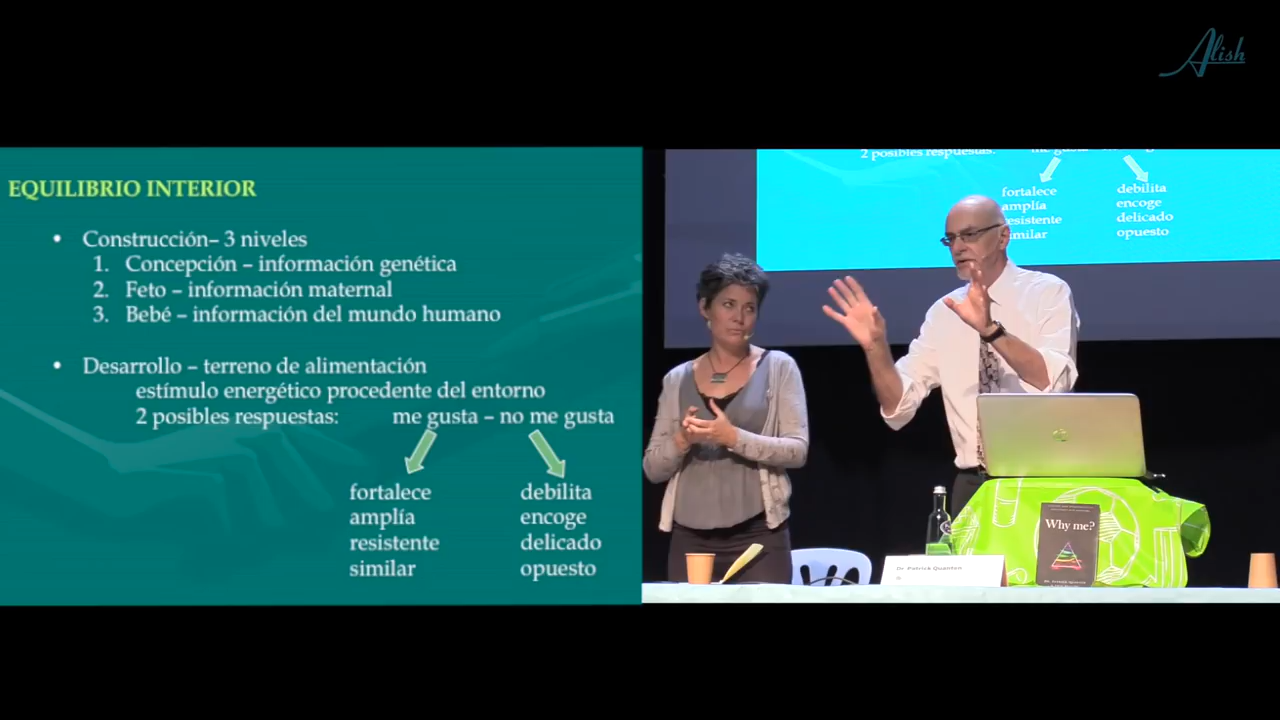 Alish
EQUILIBRIO INTERIOR
• Construcción– 3 niveles
1. Concepción – información genética
2. Feto – información maternal
3. Bebé – información del mundo humano
• Desarrollo – terreno de alimentación
estímulo energético procedente del entorno
2 posibles respuestas: me gusta – no me gusta
fortalece debilita
amplía encoge
resistente delicado
similar opuesto
2 posibles respuestas:
fortalece debilita
amplía encoge
resistente delicado
similar opuesto
Why me?
Dr. Patrick Quanten